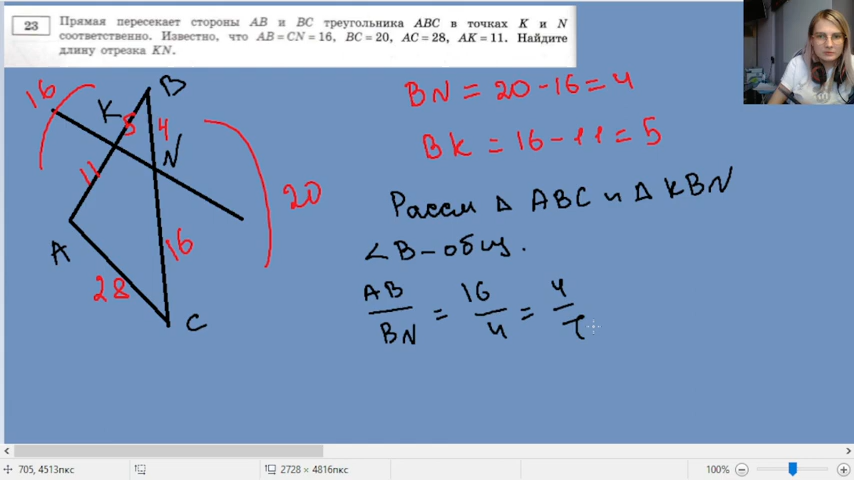 23
Прямая пересекает стороны AB и BC треугольника ABC в точках K и N
соответственно. Известно, что AB = CN = 16, BC = 20, AC = 28, AK = 11. Найдите
длину отрезка KN.
16
B
K
5
4
N
11
20
A
16
28
C
BN = 20 - 16 = 4
BK = 16 - 11 = 5
Рассм Δ ABC и Δ KBN
∠B - общ.
AB/BN = 16/4 = 4/
705, 4513пкс
2728 × 4816пкс
100%